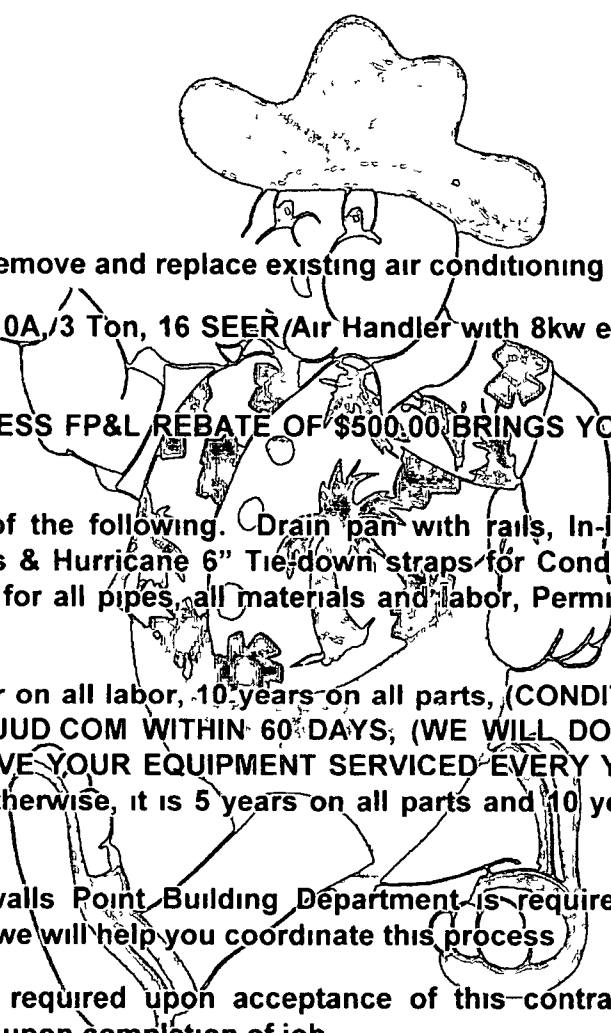 emove and replace existing air conditioning
0A, 3 Ton, 16 SEER/Air Handler with 8kw e
ESS FP&L REBATE OF $500.00 BRINGS YO
of the following. Drain pan with rails, In-l
s & Hurricane 6” Tie-down straps for Cond
for all pipes, all materials and labor, Permi
r on all labor, 10 years on all parts, (CONDI
JUD COM WITHIN 60 DAYS, (WE WILL DO
VE YOUR EQUIPMENT SERVICED EVERY Y
therwise, it is 5 years on all parts and 10 ye
walls Point Building Department is require
we will help you coordinate this process
required upon acceptance of this contra
upon completion of job